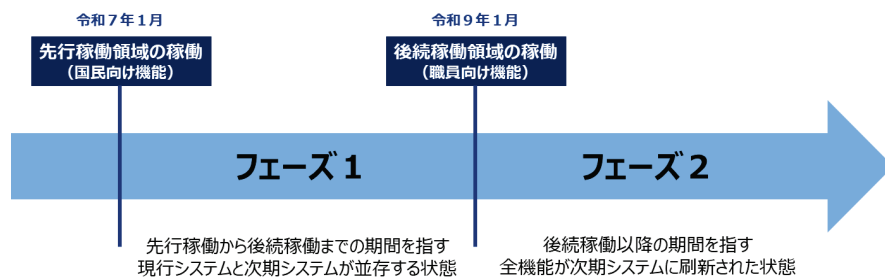 令和７年１月
先行稼働領域の稼働
（国民向け機能）
令和９年１月
後続稼働領域の稼働
（職員向け機能）
フェーズ１
フェーズ２
先行稼働から後続稼働までの期間を指す
現行システムと次期システムが並存する状態
後続稼働以降の期間を指す
全機能が次期システムに刷新された状態